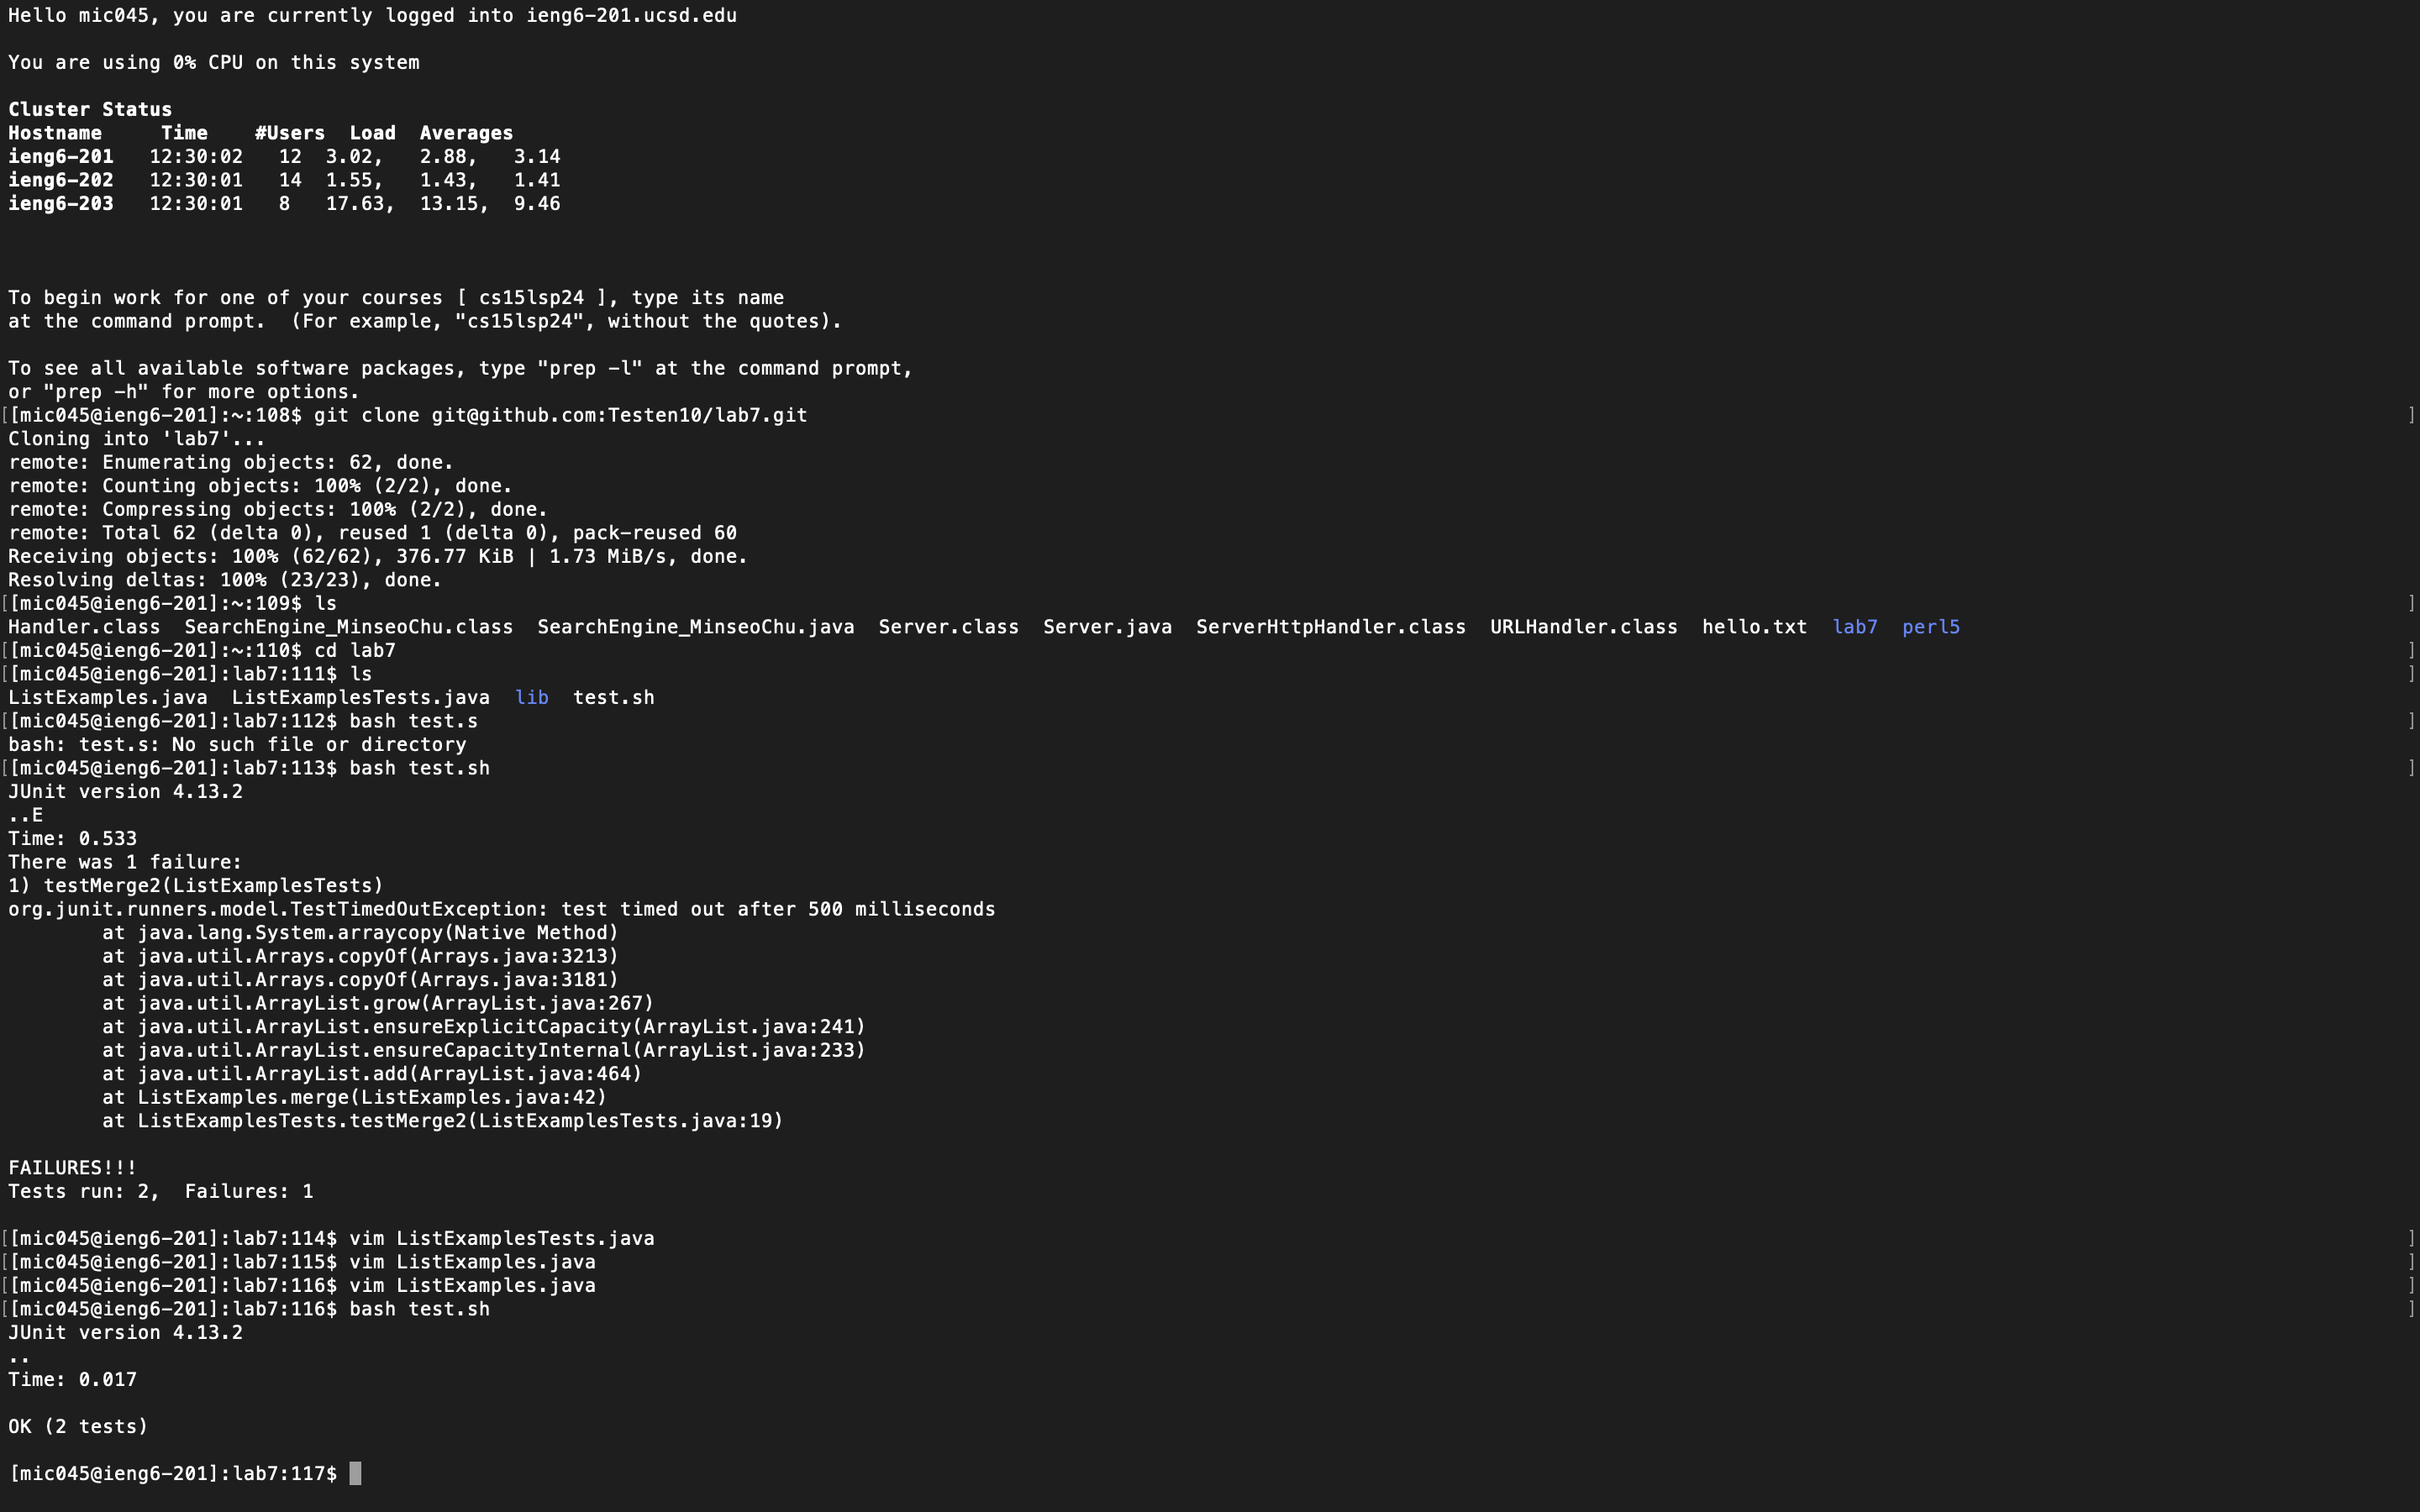 Hello mic045, you are currently logged into ieng6-201.ucsd.edu
You are using 0% CPU on this system
Cluster Status
Hostname     Time    #Users  Load  Averages
ieng6-201   12:30:02   12  3.02,   2.88,   3.14
ieng6-202   12:30:01   14  1.55,   1.43,   1.41
ieng6-203   12:30:01   8   17.63,  13.15,  9.46
To begin work for one of your courses [ cs15lsp24 ], type its name
at the command prompt.  (For example, "cs15lsp24", without the quotes).
To see all available software packages, type "prep -l" at the command prompt,
or "prep -h" for more options.
[[mic045@ieng6-201]:~:108$ git clone git@github.com:Testen10/lab7.git ]
Cloning into 'lab7'...
remote: Enumerating objects: 62, done.
remote: Counting objects: 100% (2/2), done.
remote: Compressing objects: 100% (2/2), done.
remote: Total 62 (delta 0), reused 1 (delta 0), pack-reused 60
Receiving objects: 100% (62/62), 376.77 KiB | 1.73 MiB/s, done.
Resolving deltas: 100% (23/23), done.
[[mic045@ieng6-201]:~:109$ ls ]
Handler.class  SearchEngine_MinseoChu.class  SearchEngine_MinseoChu.java  Server.class  Server.java  ServerHttpHandler.class  URLHandler.class  hello.txt  lab7  perl5
[[mic045@ieng6-201]:~:110$ cd lab7 ]
[[mic045@ieng6-201]:lab7:111$ ls ]
ListExamples.java  ListExamplesTests.java  lib  test.sh
[[mic045@ieng6-201]:lab7:112$ bash test.s ]
bash: test.s: No such file or directory
[[mic045@ieng6-201]:lab7:113$ bash test.sh ]
JUnit version 4.13.2
..E
Time: 0.533
There was 1 failure:
1) testMerge2(ListExamplesTests)
org.junit.runners.model.TestTimedOutException: test timed out after 500 milliseconds
        at java.lang.System.arraycopy(Native Method)
        at java.util.Arrays.copyOf(Arrays.java:3213)
        at java.util.Arrays.copyOf(Arrays.java:3181)
        at java.util.ArrayList.grow(ArrayList.java:267)
        at java.util.ArrayList.ensureExplicitCapacity(ArrayList.java:241)
        at java.util.ArrayList.ensureCapacityInternal(ArrayList.java:233)
        at java.util.ArrayList.add(ArrayList.java:464)
        at ListExamples.merge(ListExamples.java:42)
        at ListExamplesTests.testMerge2(ListExamplesTests.java:19)
FAILURES!!!
Tests run: 2,  Failures: 1
[[mic045@ieng6-201]:lab7:114$ vim ListExamplesTests.java ]
[[mic045@ieng6-201]:lab7:115$ vim ListExamples.java ]
[[mic045@ieng6-201]:lab7:116$ vim ListExamples.java ]
[[mic045@ieng6-201]:lab7:116$ bash test.sh ]
JUnit version 4.13.2
..
Time: 0.017
OK (2 tests)
[mic045@ieng6-201]:lab7:117$